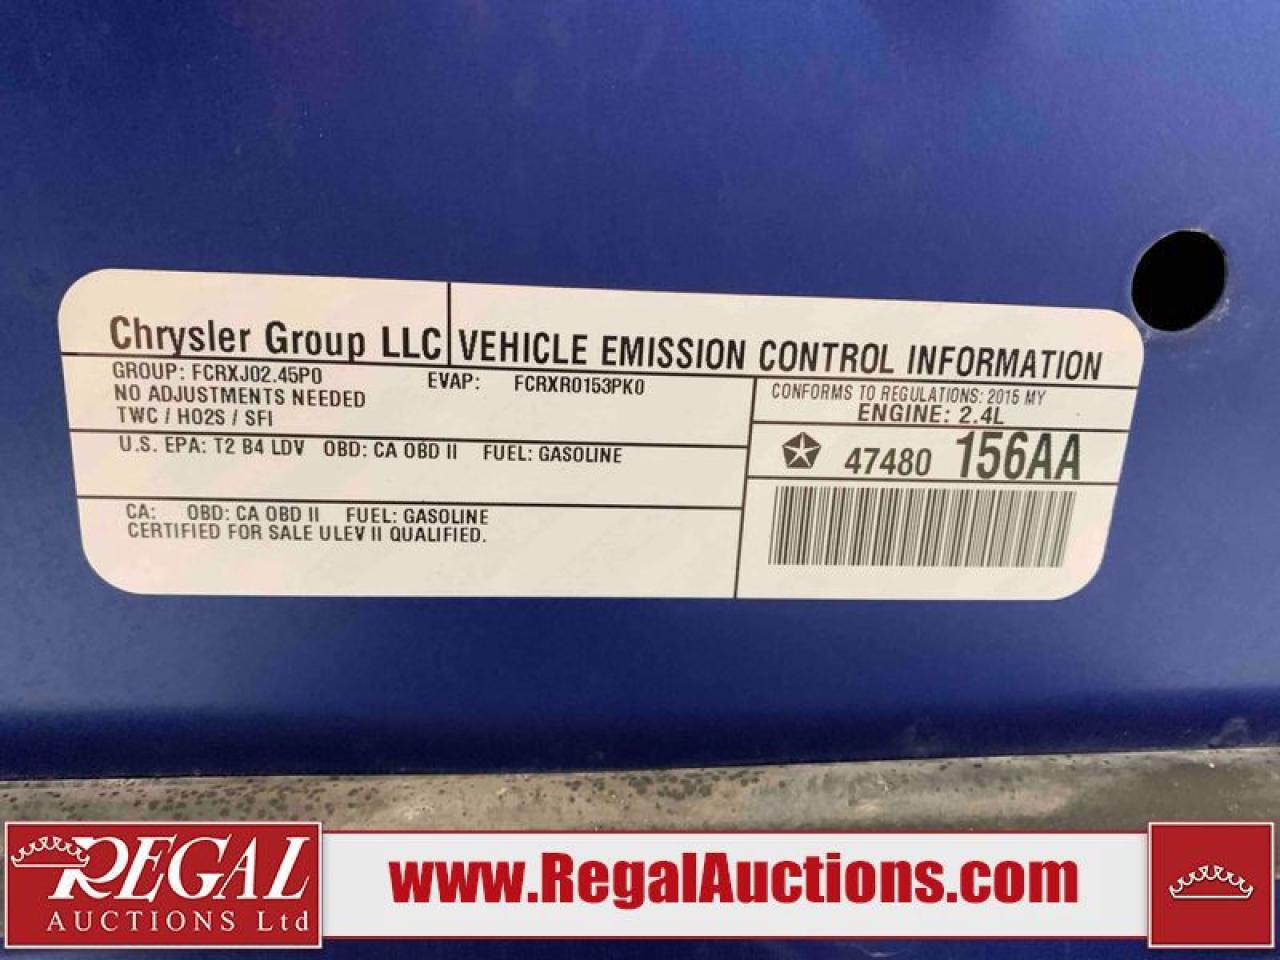 Chrysler Group LLC VEHICLE EMISSION CONTROL INFORMATION
GROUP: FCRXJ02.45P0 EVAP: FCRXR0153PK0
NO ADJUSTMENTS NEEDED
TWC / HO2S / SFI
CONFORMS TO REGULATIONS: 2015 MY
ENGINE: 2.4L
U.S. EPA: T2 B4 LDV OBD: CA OBD II FUEL: GASOLINE
47480 156AA
CA: OBD: CA OBD II FUEL: GASOLINE
CERTIFIED FOR SALE ULEV II QUALIFIED.
REGAL
AUCTIONS Ltd
www.RegalAuctions.com